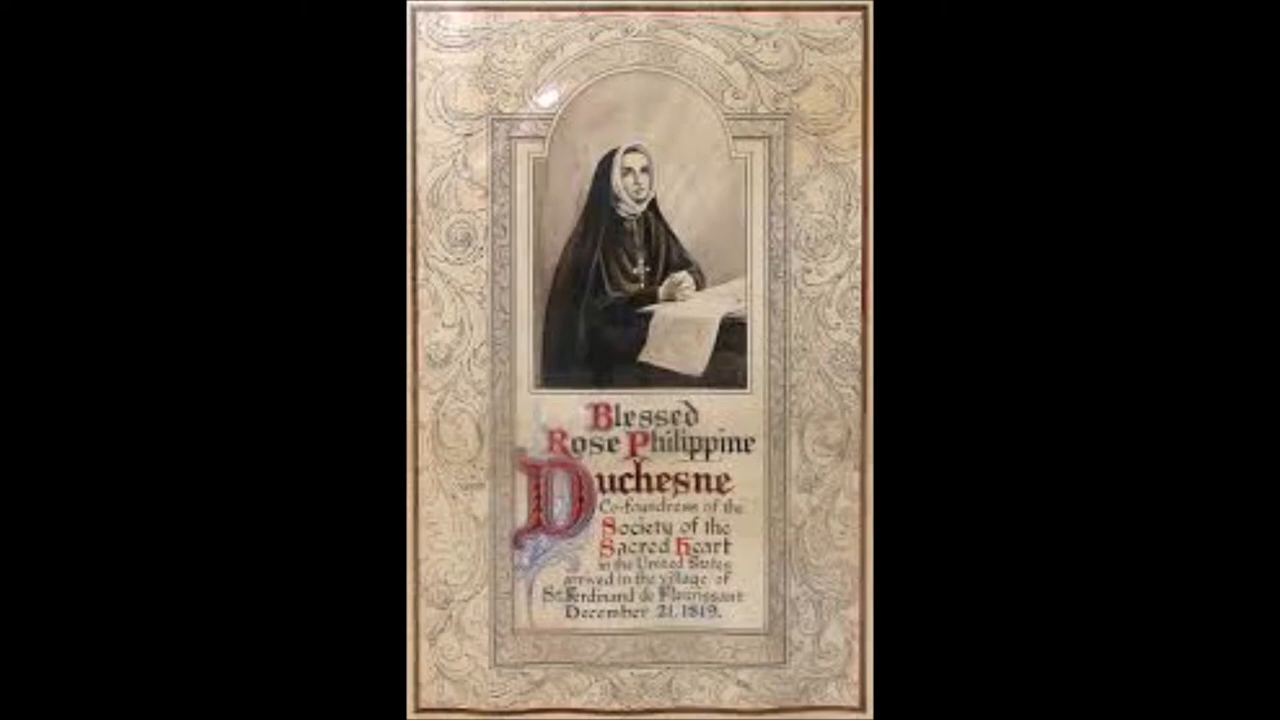 Blessed
Rose Philippine
Duchesne
Co-foundress of the
Society of the
Sacred Heart
in the United States
arrived in the village of
St. Ferdinand de Florissant
December 21, 1819.